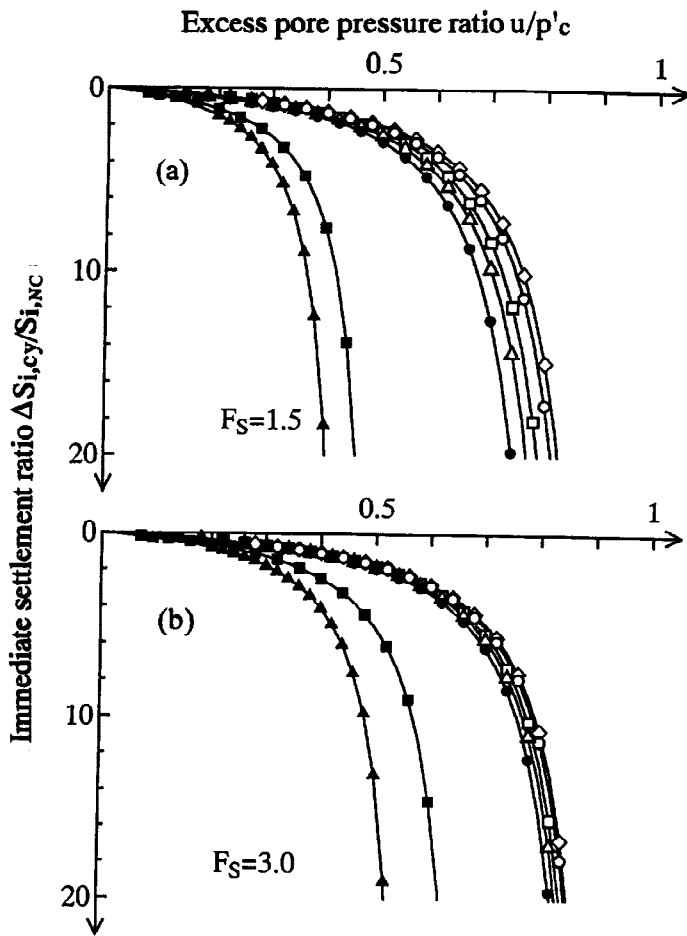 Excess pore pressure ratio u/p'c
0.5
1
0
(a)
10
FS=1.5
20
Immediate settlement ratio ΔSi,cy/Si,NC
0.5
1
0
(b)
10
FS=3.0
20